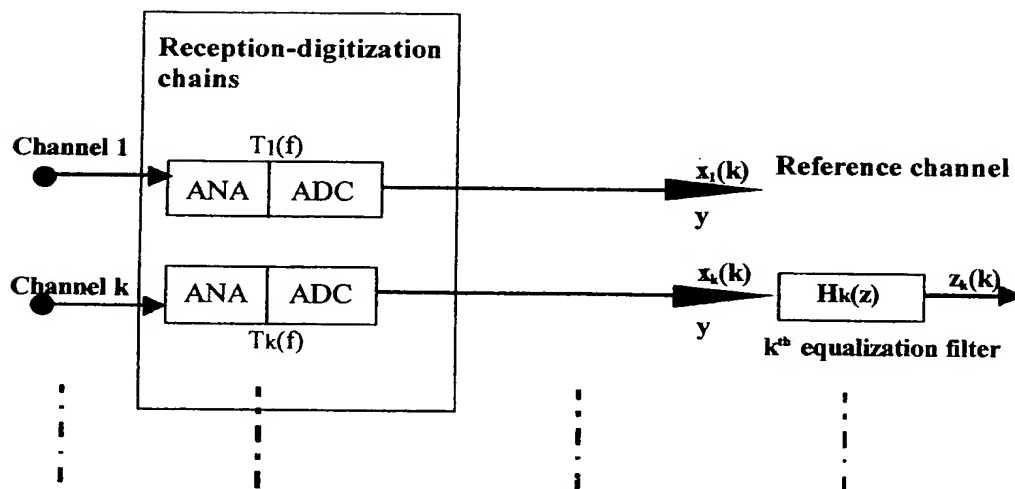 Reception-digitization
chains
Channel 1
T1(f)
ANA ADC
x1(k)
Reference channel
y
Channel k
ANA ADC
Tk(f)
xk(k)
y
Hk(z)
zk(k)
kth equalization filter